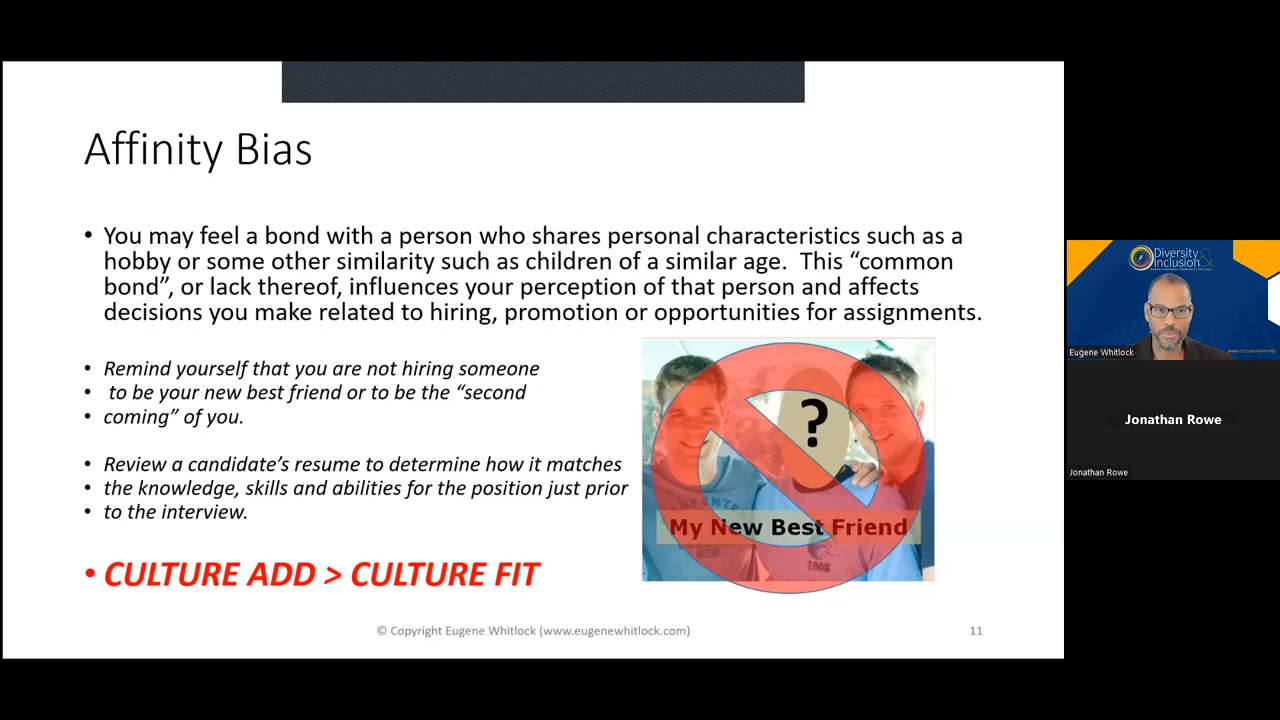 Affinity Bias
• You may feel a bond with a person who shares personal characteristics such as a
hobby or some other similarity such as children of a similar age.  This “common
bond”, or lack thereof, influences your perception of that person and affects
decisions you make related to hiring, promotion or opportunities for assignments.
• Remind yourself that you are not hiring someone
• to be your new best friend or to be the “second
• coming” of you.
• Review a candidate’s resume to determine how it matches
• the knowledge, skills and abilities for the position just prior
• to the interview.
• CULTURE ADD > CULTURE FIT
?
My New Best Friend
2008
© Copyright Eugene Whitlock (www.eugenewhitlock.com)
11
Diversity &
Inclusion
Eugene Whitlock
Jonathan Rowe
Jonathan Rowe